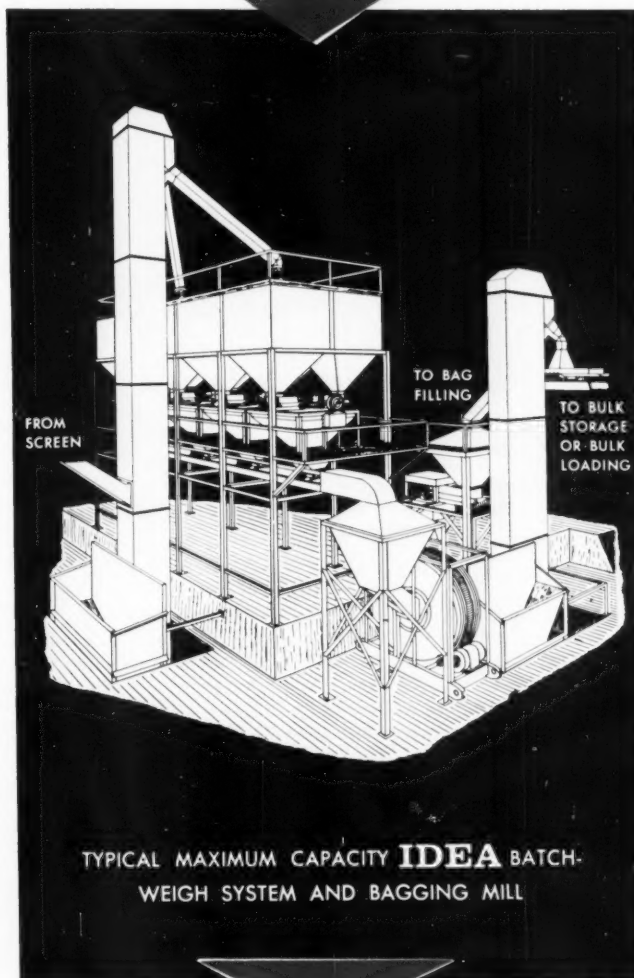 TO BAG
FILLING
FROM
SCREEN
TO BULK
STORAGE
OR BULK
LOADING
TYPICAL MAXIMUM CAPACITY IDEA BATCH-
WEIGH SYSTEM AND BAGGING MILL